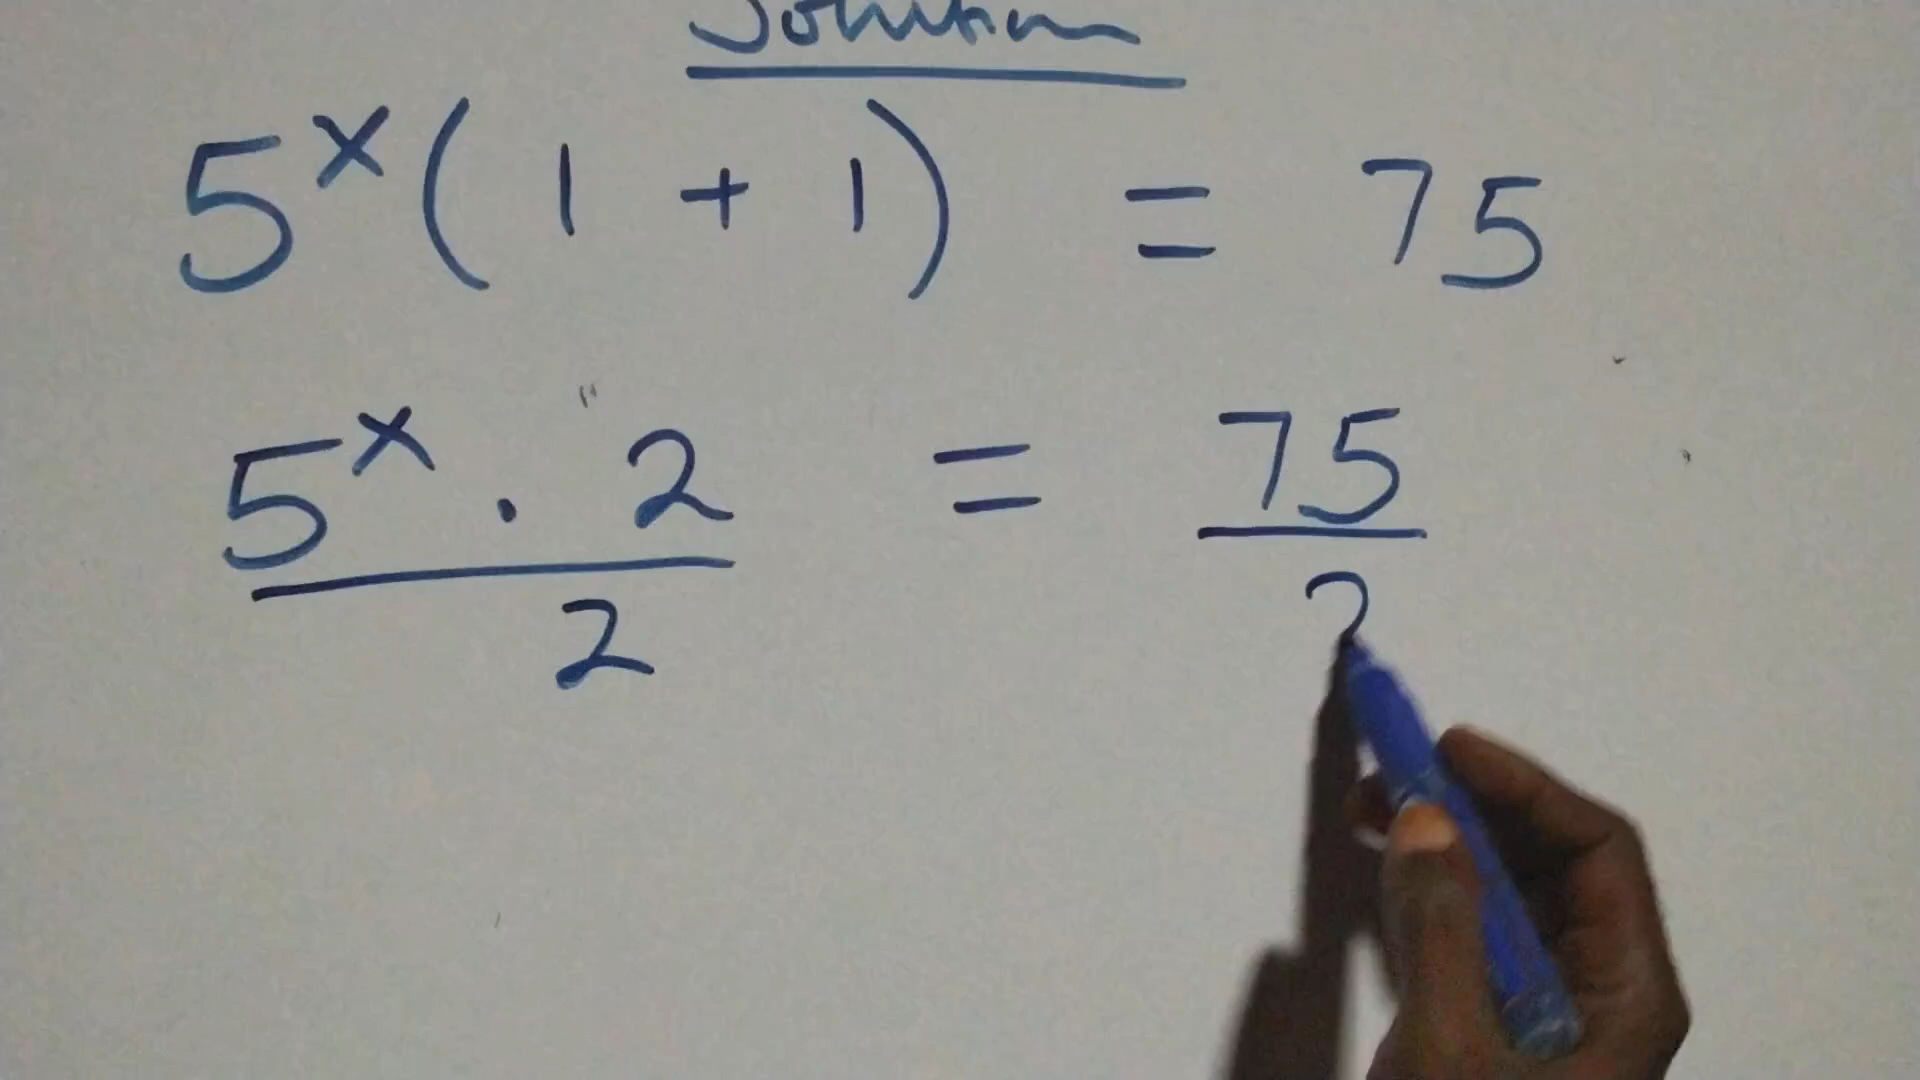 Solution
5^x ( 1 + 1 ) = 75
5^x . 2 / 2 = 75 / 2